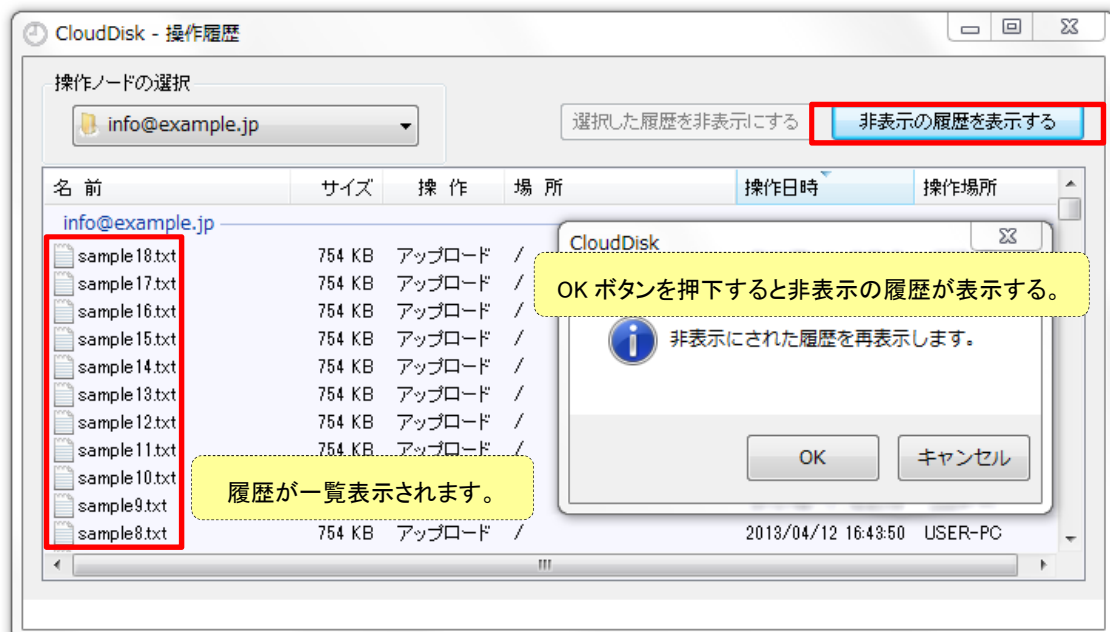 CloudDisk - 操作履歴
操作ノードの選択
info@example.jp
選択した履歴を非表示にする
非表示の履歴を表示する
名 前 サイズ 操 作 場 所 操作日時 操作場所
info@example.jp
sample18.txt 754 KB アップロード /
sample17.txt 754 KB アップロード /
sample16.txt 754 KB アップロード /
sample15.txt 754 KB アップロード /
sample14.txt 754 KB アップロード /
sample13.txt 754 KB アップロード /
sample12.txt 754 KB アップロード /
sample11.txt 754 KB アップロード /
sample10.txt
sample9.txt
sample8.txt 754 KB アップロード / 2013/04/12 16:43:50 USER-PC
CloudDisk
OK ボタンを押下すると非表示の履歴が表示する。
非表示にされた履歴を再表示します。
OK
キャンセル
履歴が一覧表示されます。